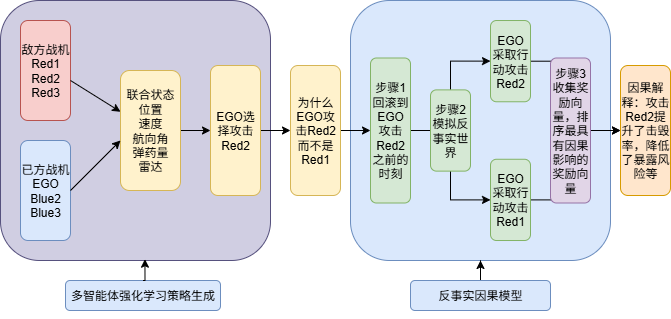 敌方战机
Red1
Red2
Red3
己方战机
EGO
Blue2
Blue3
联合状态
位置
速度
航向角
弹药量
雷达
EGO选
择攻击
Red2
为什么
EGO攻
击Red2
而不是
Red1
步骤1
回滚到
EGO
攻击
Red2
之前的
时刻
步骤2
模拟反
事实世
界
EGO
采取行
动攻击
Red2
EGO
采取行
动攻击
Red1
步骤3
收集奖
励向
量，排
序最具
有因果
影响的
奖励向
量
因果解
释：攻击
Red2提
升了击毁
率，降低
了暴露风
险等
多智能体强化学习策略生成
反事实因果模型